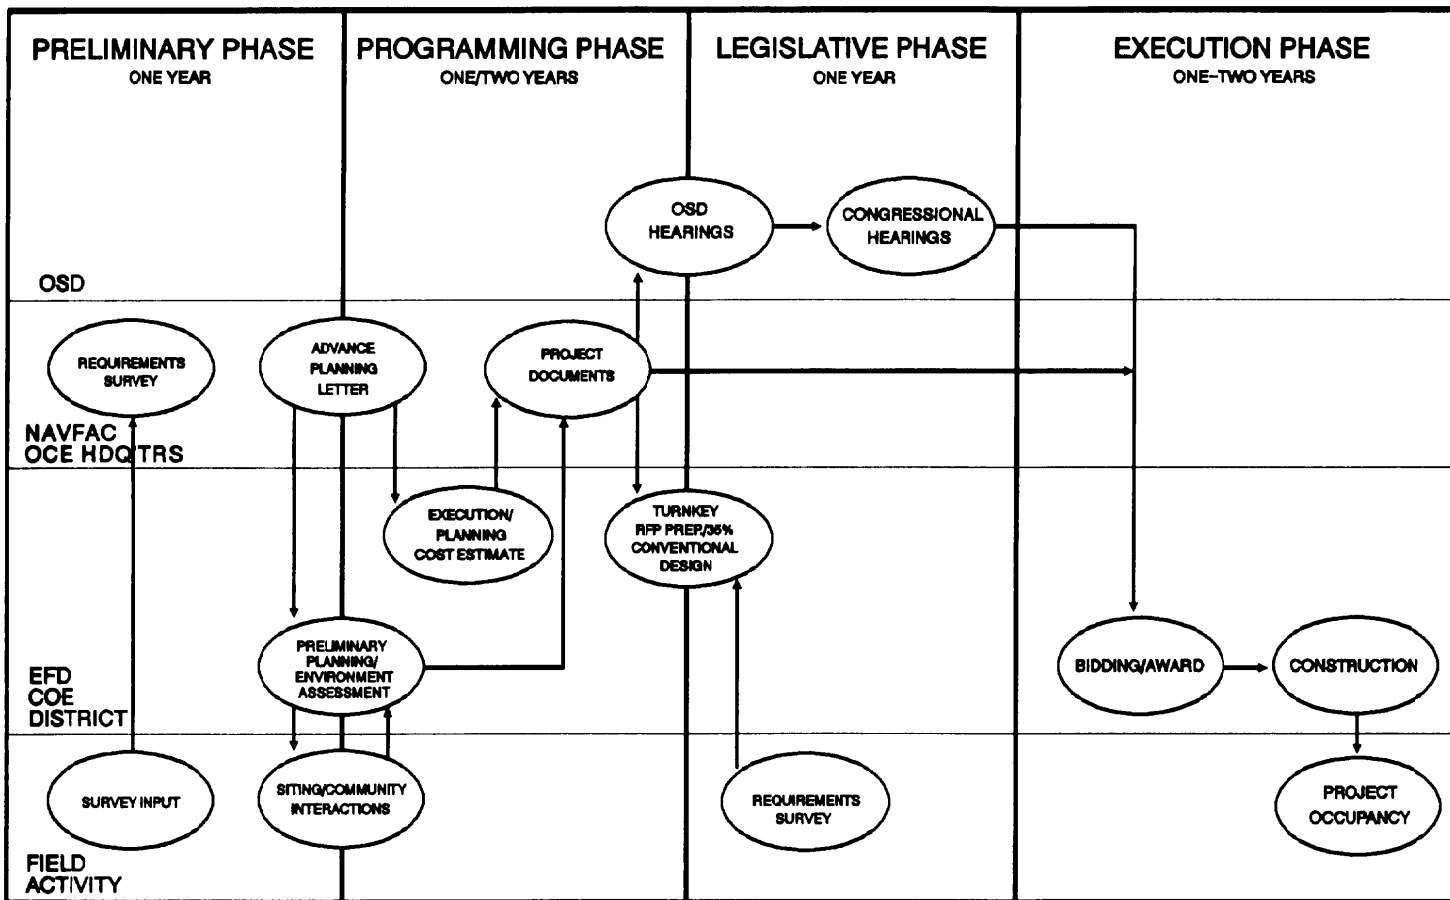 PRELIMINARY PHASE
ONE YEAR
PROGRAMMING PHASE
ONE/TWO YEARS
LEGISLATIVE PHASE
ONE YEAR
EXECUTION PHASE
ONE-TWO YEARS
OSD
HEARINGS
CONGRESSIONAL
HEARINGS
OSD
REQUIREMENTS
SURVEY
ADVANCE
PLANNING
LETTER
PROJECT
DOCUMENTS
NAVFAC
OCE HDQ'TRS
EXECUTION/
PLANNING
COST ESTIMATE
TURNKEY
RFP PREP./35%
CONVENTIONAL
DESIGN
PRELIMINARY
PLANNING/
ENVIRONMENT
ASSESSMENT
BIDDING/AWARD
CONSTRUCTION
EFD
COE
DISTRICT
SURVEY INPUT
SITING/COMMUNITY
INTERACTIONS
REQUIREMENTS
SURVEY
PROJECT
OCCUPANCY
FIELD
ACTIVITY